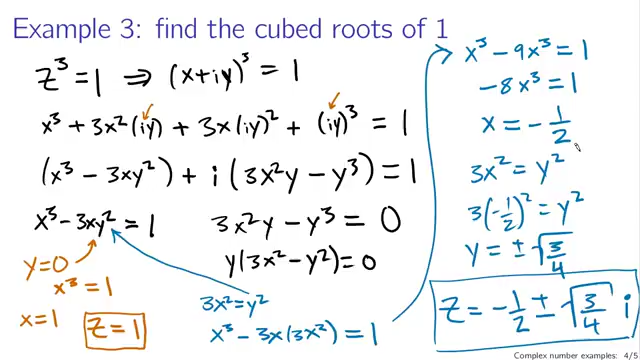 Example 3: find the cubed roots of 1
z³ = 1 ⇒ (x+iy)³ = 1
x³ + 3x²(iy) + 3x(iy)² + (iy)³ = 1
(x³ - 3xy²) + i(3x²y - y³) = 1
x³ - 3xy² = 1
3x²y - y³ = 0
y(3x² - y²) = 0
y = 0
x³ = 1
x = 1
z = 1
3x² = y²
x³ - 3x(3x²) = 1
x³ - 9x³ = 1
-8x³ = 1
x = -1/2
3x² = y²
3(-1/2)² = y²
y = ± √(3/4)
z = -1/2 ± √(3/4) i
Complex number examples: 4/5